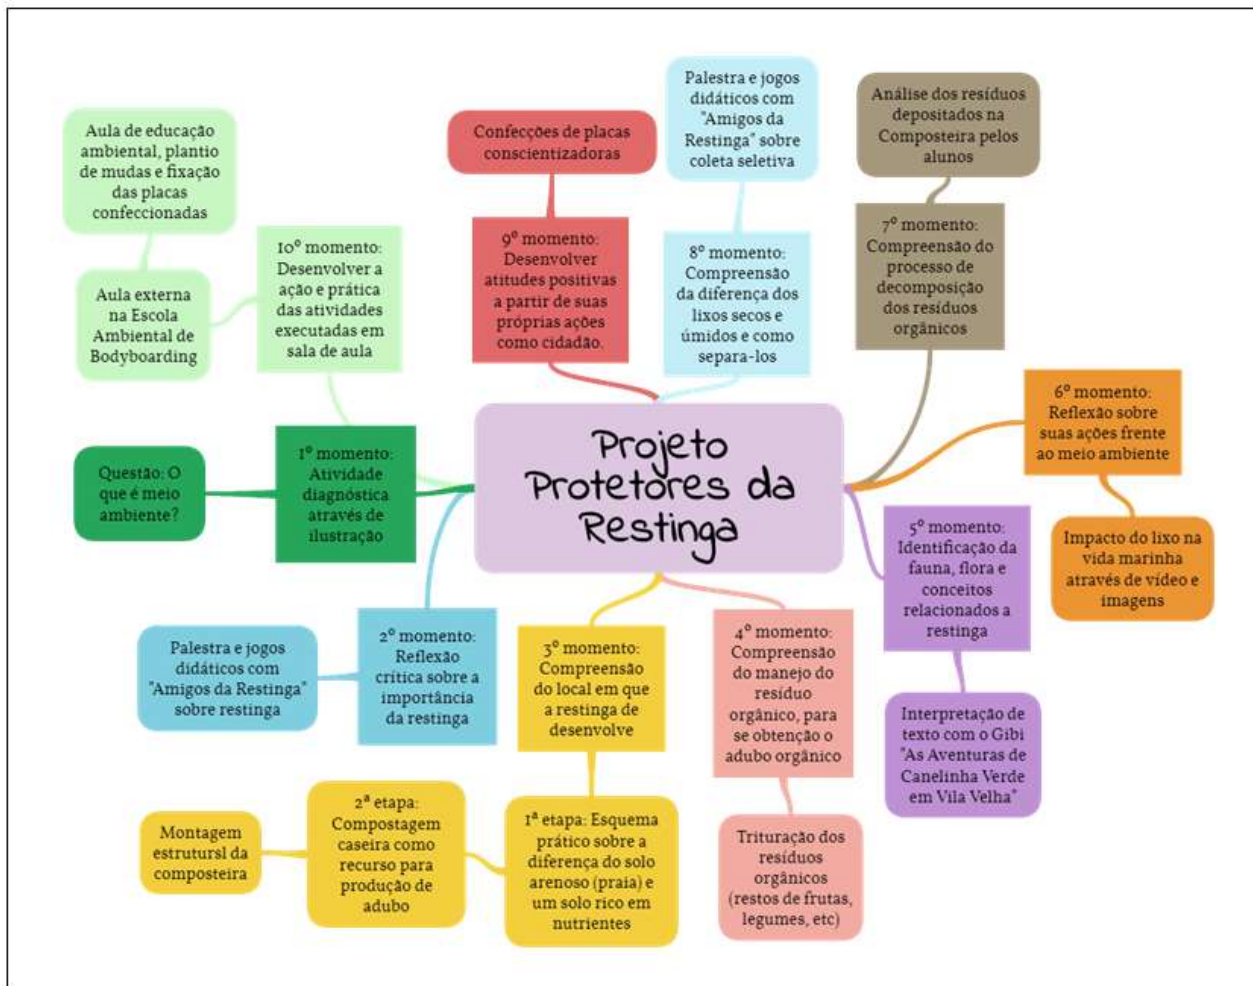 Palestra e jogos
didáticos com
"Amigos da
Restinga" sobre
coleta seletiva
Análise dos resíduos
depositados na
Composteira pelos
alunos
Aula de educação
ambiental, plantio
de mudas e fixação
das placas
confeccionadas
Confecções de placas
conscientizadoras
10º momento:
Desenvolver a
ação e prática
das atividades
executadas em
sala de aula
9º momento:
Desenvolver
atitudes positivas
a partir de suas
próprias ações
como cidadão.
8º momento:
Compreensão
da diferença dos
lixos secos e
úmidos e como
separa-los
7º momento:
Compreensão do
processo de
decomposição
dos resíduos
orgânicos
Aula externa
na Escola
Ambiental de
Bodyboarding
6º momento:
Reflexão sobre
suas ações frente
ao meio ambiente
Projeto
Protetores da
Restinga
Questão: O
que é meio
ambiente?
1º momento:
Atividade
diagnóstica
através de
ilustração
5º momento:
Identificação da
fauna, flora e
conceitos
relacionados a
restinga
Impacto do lixo na
vida marinha
através de vídeo e
imagens
Palestra e jogos
didáticos com
"Amigos da Restinga"
sobre restinga
2º momento:
Reflexão
crítica sobre a
importância
da restinga
3º momento:
Compreensão
do local em que
a restinga de
desenvolve
4º momento:
Compreensão
do manejo do
resíduo
orgânico, para
se obtenção o
adubo orgânico
Interpretação de
texto com o Gibi
"As Aventuras de
Canelinha Verde
em Vila Velha"
Montagem
estrutursl da
composteira
2ª etapa:
Compostagem
caseira como
recurso para
produção de
adubo
1ª etapa: Esquema
prático sobre a
diferença do solo
arenoso (praia) e
um solo rico em
nutrientes
Trituração dos
resíduos
orgânicos
(restos de frutas,
legumes, etc)